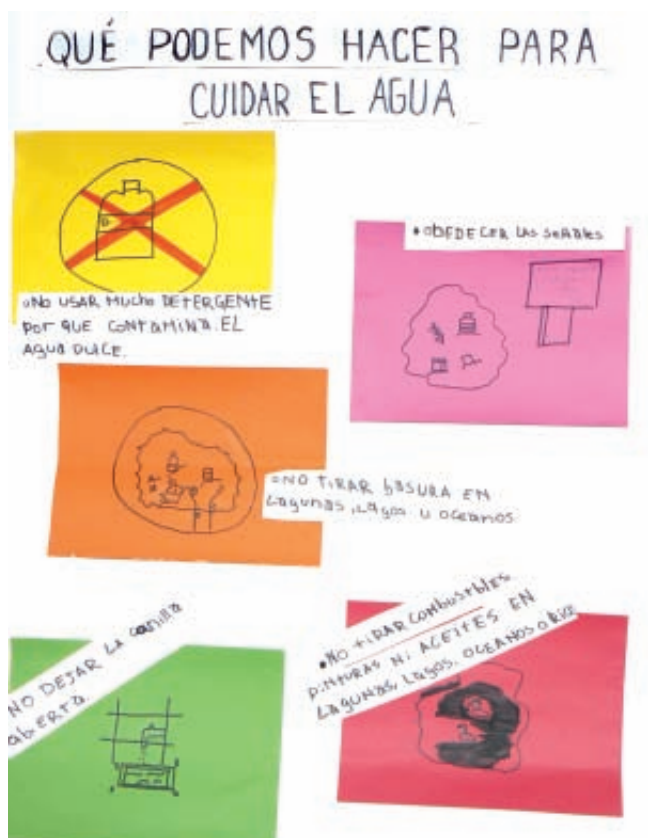 QUÉ PODEMOS HACER PARA
CUIDAR EL AGUA
NO USAR MUCHO DETERGENTE
POR QUE CONTAMINA EL
AGUA DULCE.
• OBEDECER LAS SEÑALES
NO TIRAR BASURA EN
LAGUNAS, LAGOS U OCEANOS
NO DEJAR LA CANILLA
ABIERTA.
• NO TIRAR COMBUSTIBLES
PINTURAS NI ACEITES EN
LAGUNAS, LAGOS, OCEANOS O